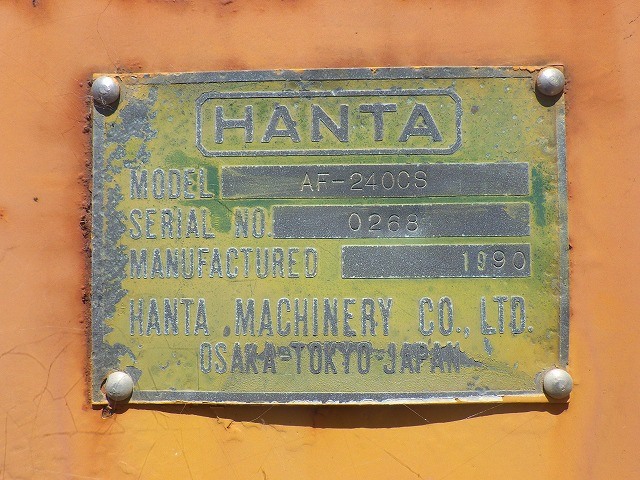 HANTA
MODEL AF-240CS
SERIAL NO. 0268
MANUFACTURED 1990
HANTA MACHINERY CO., LTD.
OSAKA-TOKYO-JAPAN